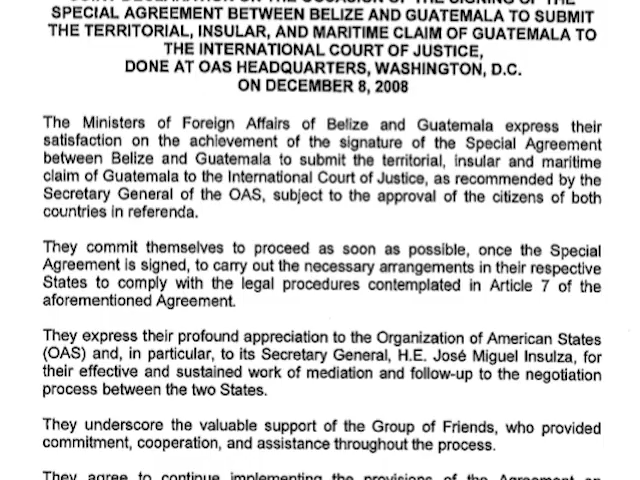 JOINT DECLARATION ON THE OCCASION OF THE SIGNING OF THE
SPECIAL AGREEMENT BETWEEN BELIZE AND GUATEMALA TO SUBMIT
THE TERRITORIAL, INSULAR, AND MARITIME CLAIM OF GUATEMALA TO
THE INTERNATIONAL COURT OF JUSTICE,
DONE AT OAS HEADQUARTERS, WASHINGTON, D.C.
ON DECEMBER 8, 2008
The Ministers of Foreign Affairs of Belize and Guatemala express their
satisfaction on the achievement of the signature of the Special Agreement
between Belize and Guatemala to submit the territorial, insular and maritime
claim of Guatemala to the International Court of Justice, as recommended by the
Secretary General of the OAS, subject to the approval of the citizens of both
countries in referenda.
They commit themselves to proceed as soon as possible, once the Special
Agreement is signed, to carry out the necessary arrangements in their respective
States to comply with the legal procedures contemplated in Article 7 of the
aforementioned Agreement.
They express their profound appreciation to the Organization of American States
(OAS) and, in particular, to its Secretary General, H.E. José Miguel Insulza, for
their effective and sustained work of mediation and follow-up to the negotiation
process between the two States.
They underscore the valuable support of the Group of Friends, who provided
commitment, cooperation, and assistance throughout the process.
They agree to continue implementing the provisions of the Agreement on